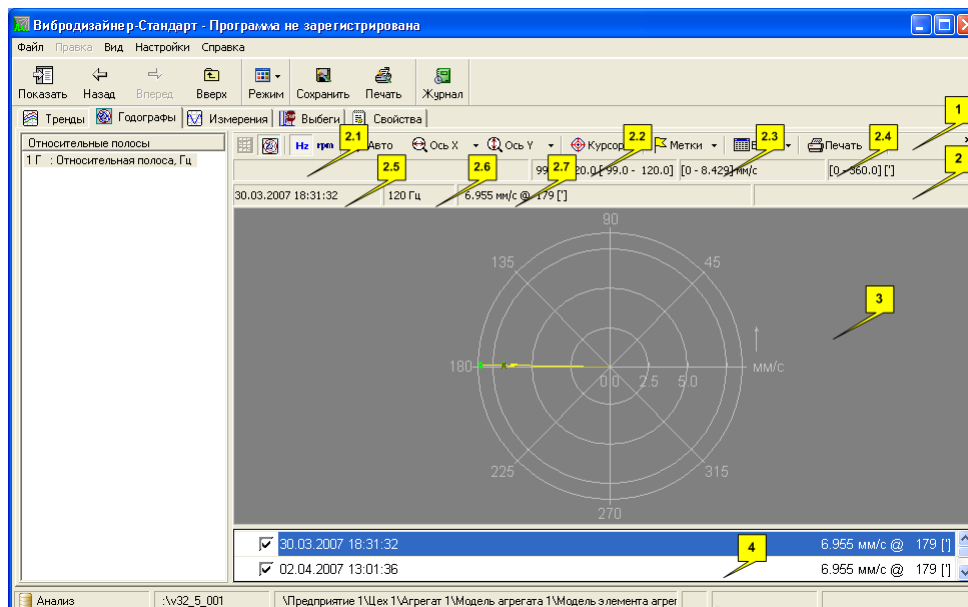 Вибродизайнер-Стандарт - Программа не зарегистрирована
Файл Правка Вид Настройки Справка
Показать Назад Вперед Вверх Режим Сохранить Печать Журнал
Тренды Годографы Измерения Выбеги Свойства
1
Относительные полосы
2.1 2.2 2.3 2.4
Hz rpm Авто Ось X Ось Y Метки Печать
1 Г : Относительная полоса, Гц
[99.0 - 120.0] [0 - 8.429] мм/с [0 - 360.0] [']
2
2.5 2.6 2.7
30.03.2007 18:31:32 120 Гц 6.955 мм/с @ 179 [']
90
135 45
3
180 мм/с
0.0 2.5 5.0
225 315
270
30.03.2007 18:31:32 6.955 мм/с @ 179 [']
4
02.04.2007 13:01:36 6.955 мм/с @ 179 [']
Анализ :\v32_5_001 \Предприятие 1\Цех 1\Агрегат 1\Модель агрегата 1\Модель элемента агрег